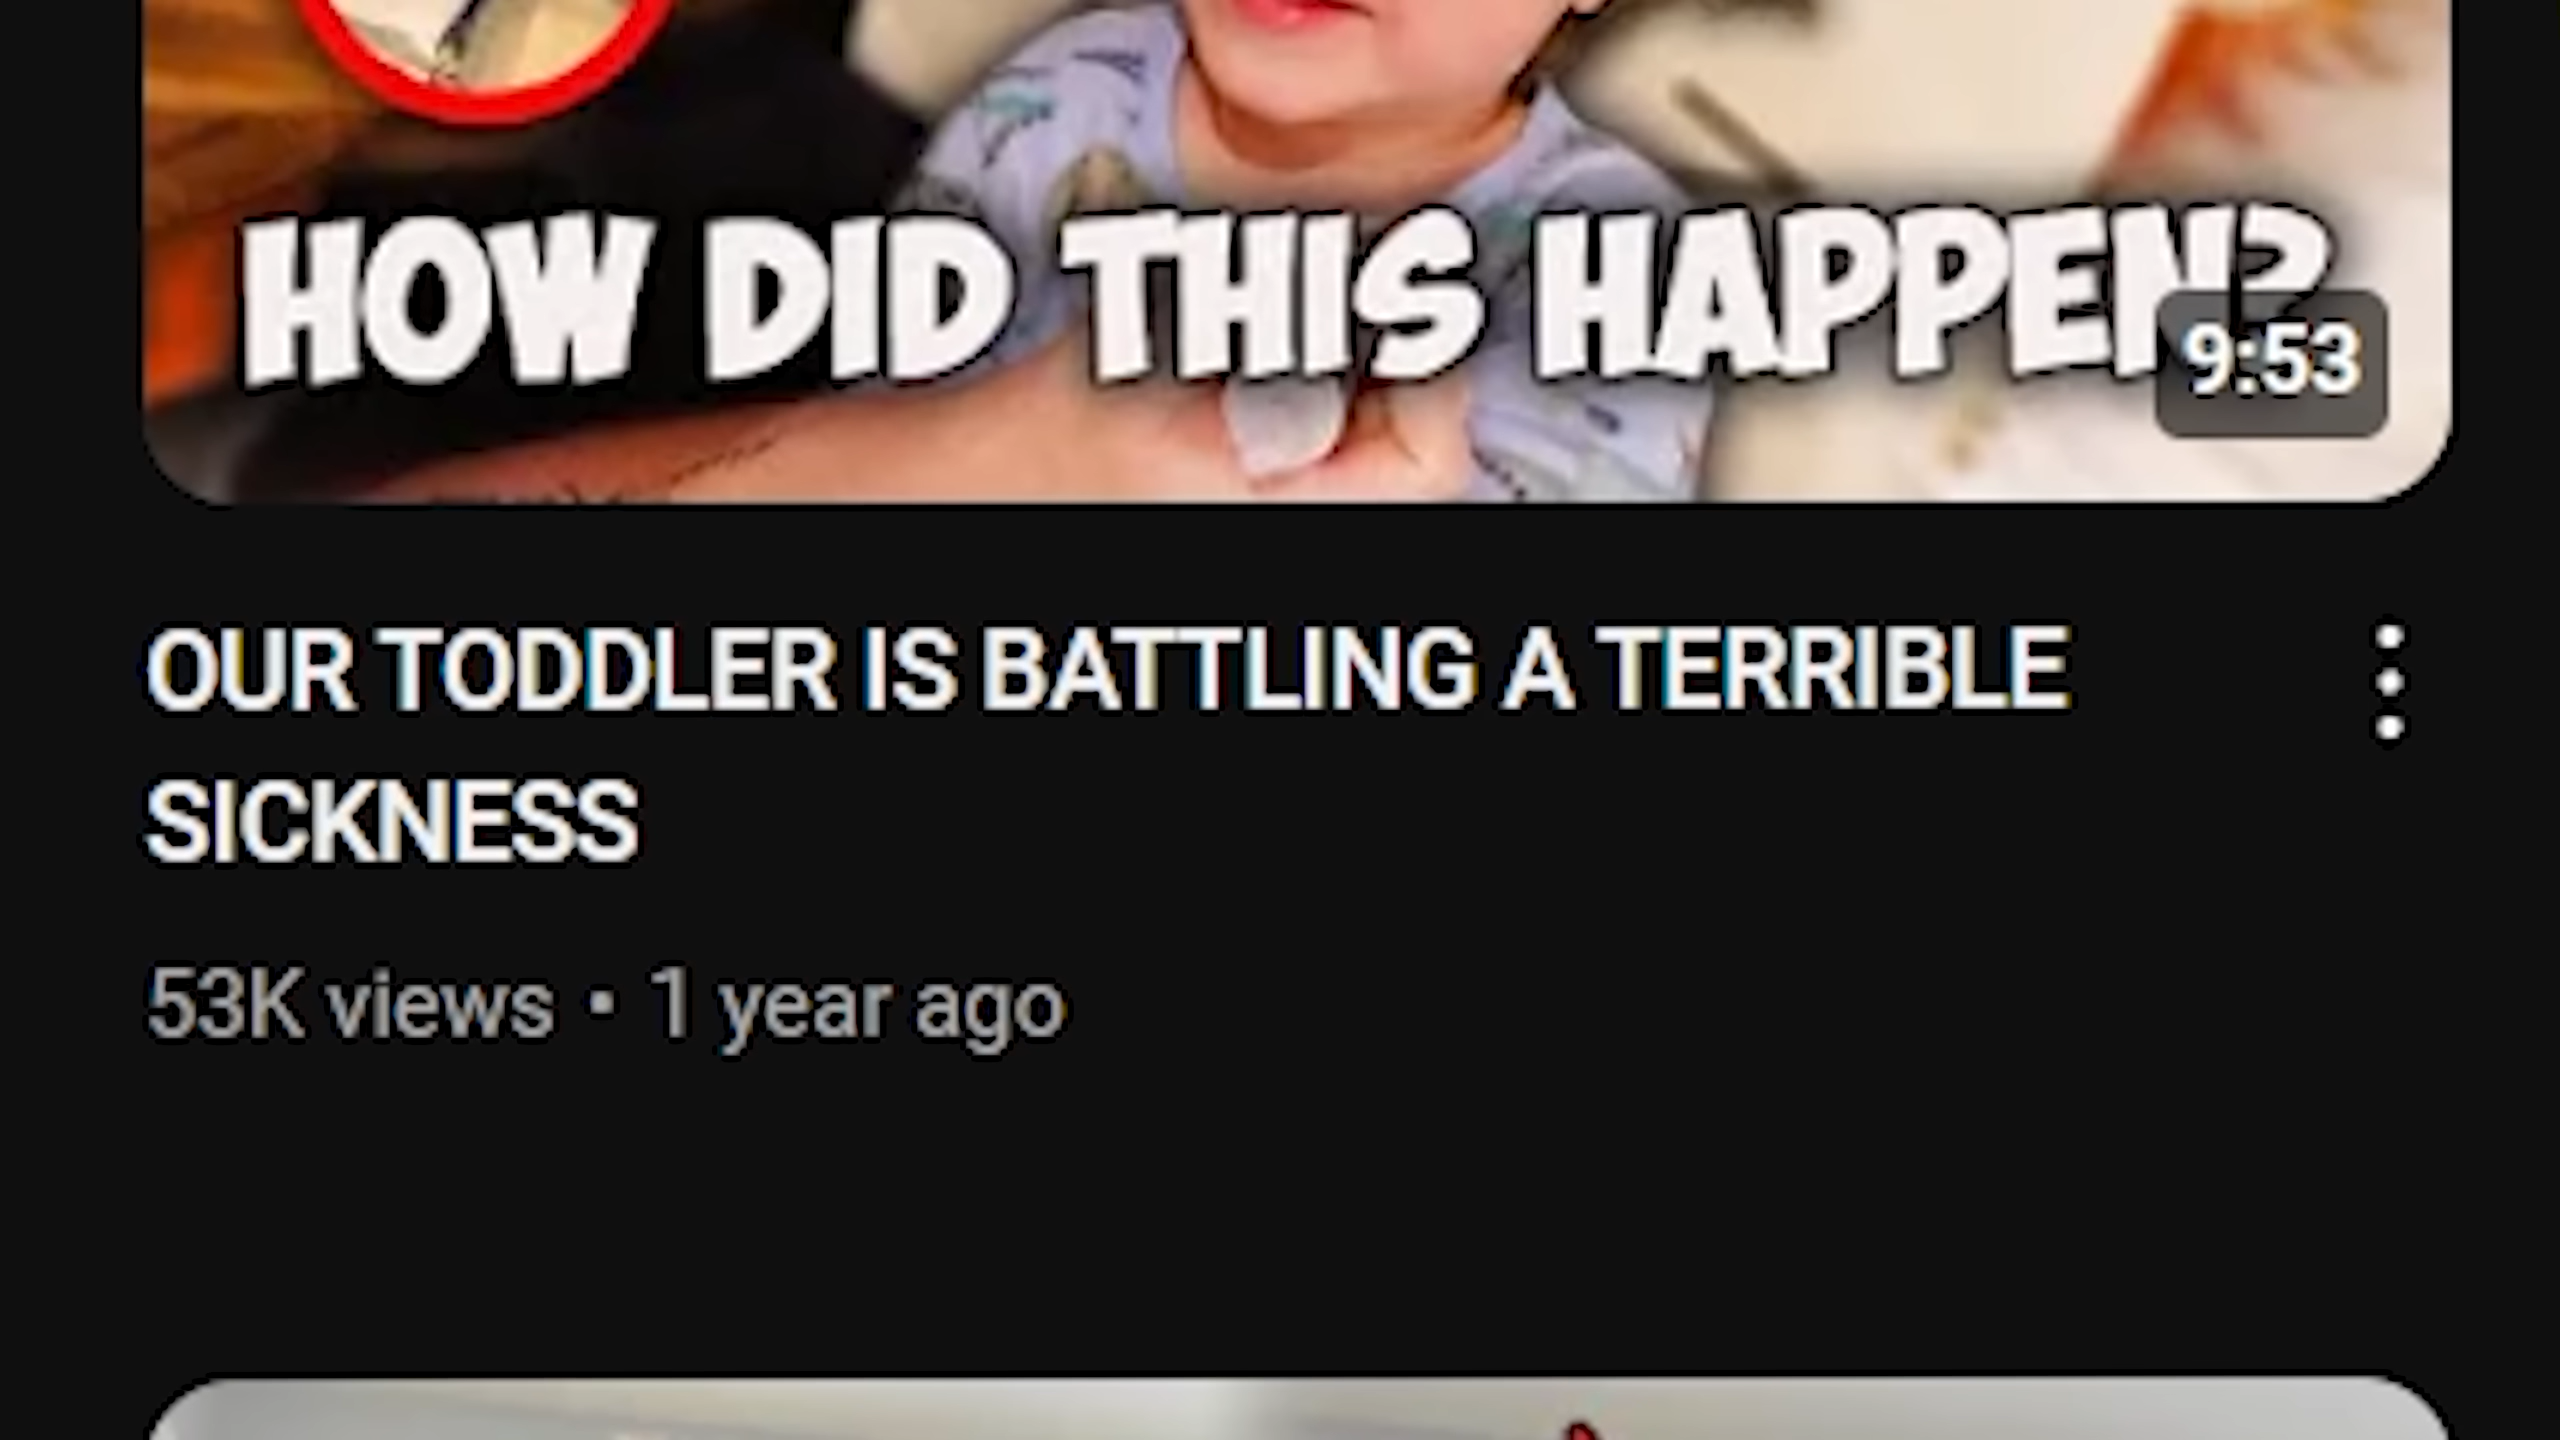 HOW DID THIS HAPPEN?
9:53
OUR TODDLER IS BATTLING A TERRIBLE
SICKNESS
53K views • 1 year ago